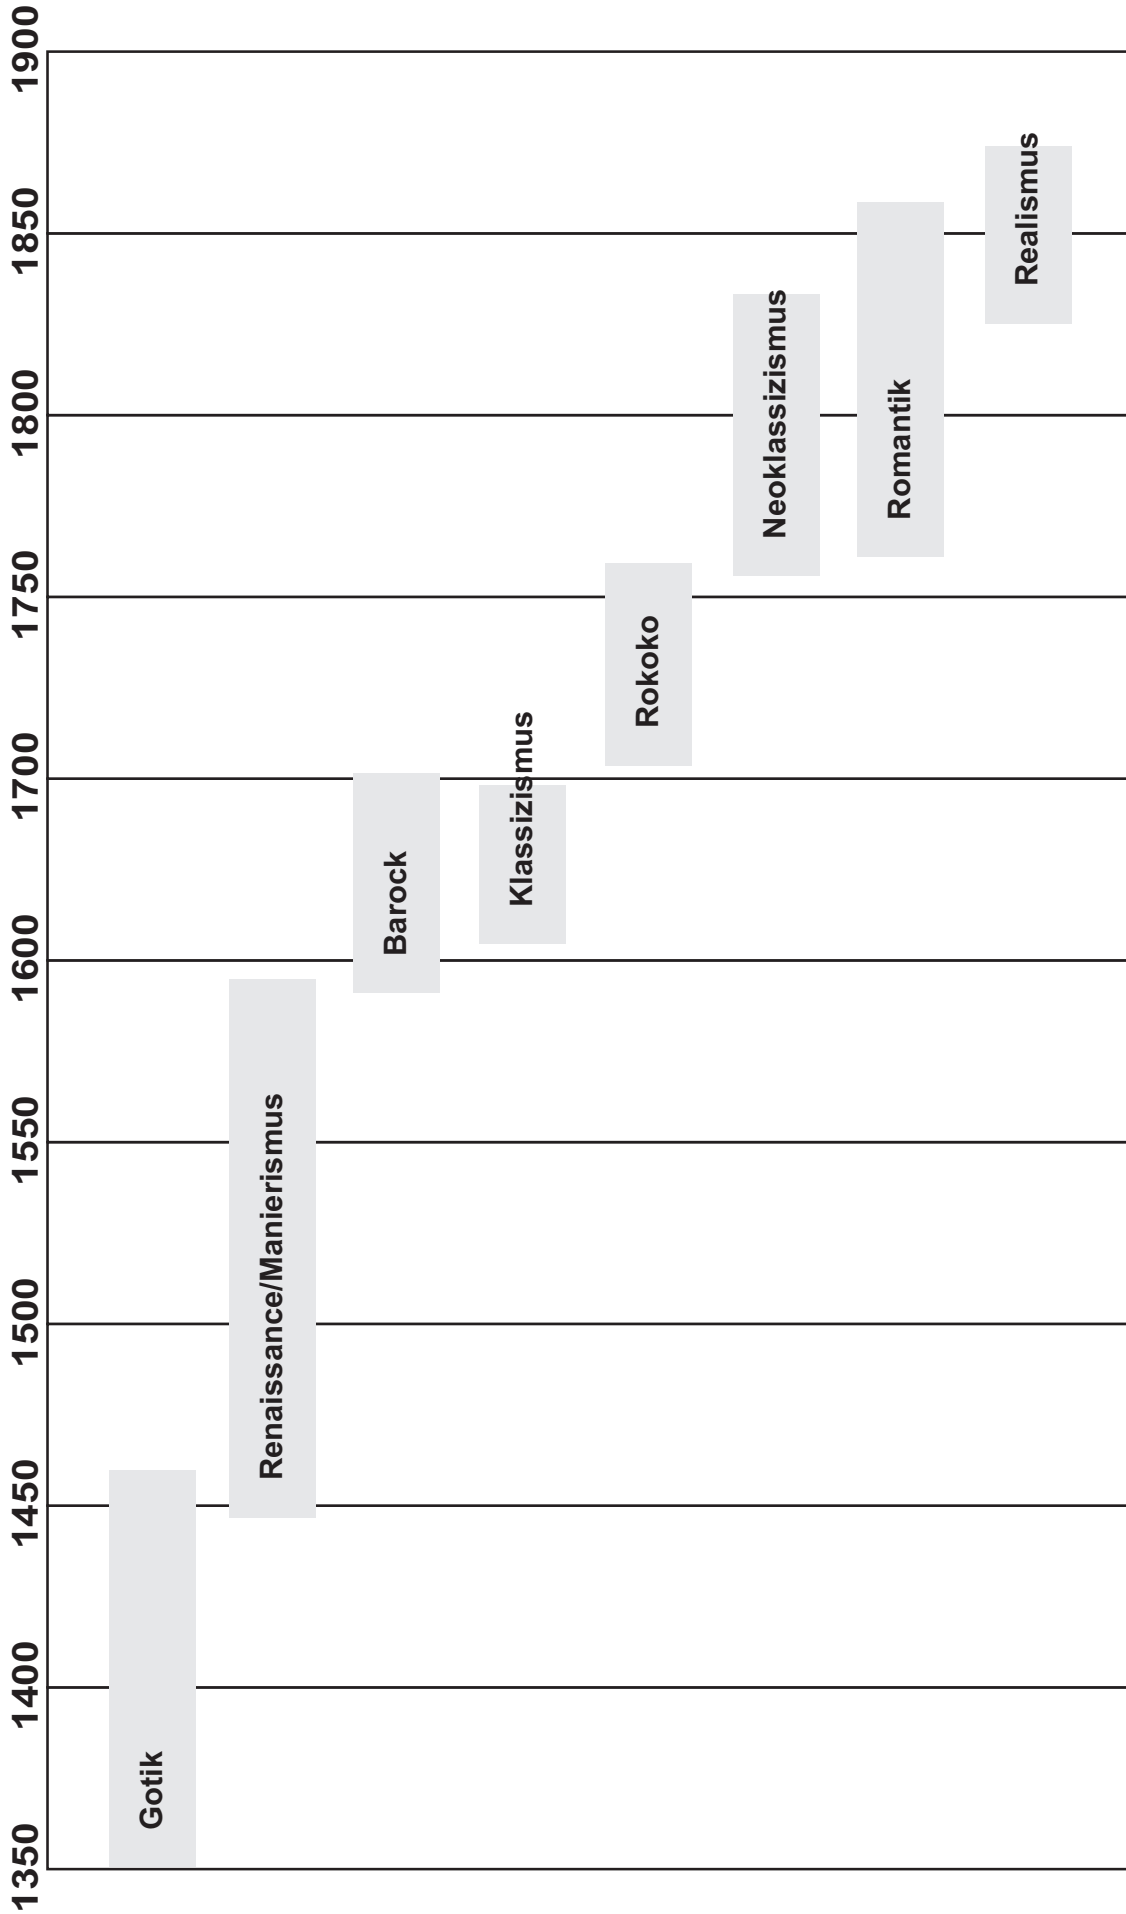 1350
1400
1450
1500
1550
1600
1700
1750
1800
1850
1900
Gotik
Renaissance/Manierismus
Barock
Klassizismus
Rokoko
Neoklassizismus
Romantik
Realismus